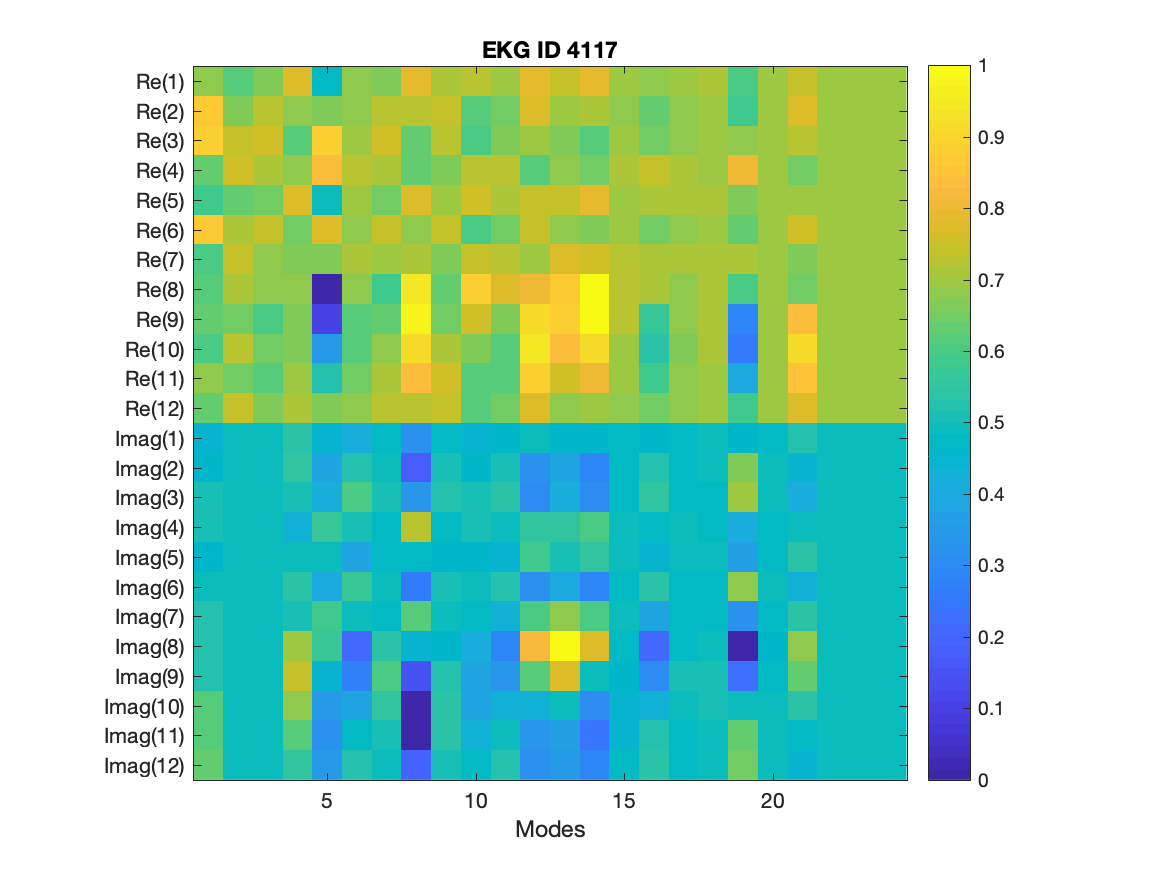 EKG ID 4117
Re(1)
Re(2)
Re(3)
Re(4)
Re(5)
Re(6)
Re(7)
Re(8)
Re(9)
Re(10)
Re(11)
Re(12)
Imag(1)
Imag(2)
Imag(3)
Imag(4)
Imag(5)
Imag(6)
Imag(7)
Imag(8)
Imag(9)
Imag(10)
Imag(11)
Imag(12)
5 10 15 20
Modes
1
0.9
0.8
0.7
0.6
0.5
0.4
0.3
0.2
0.1
0